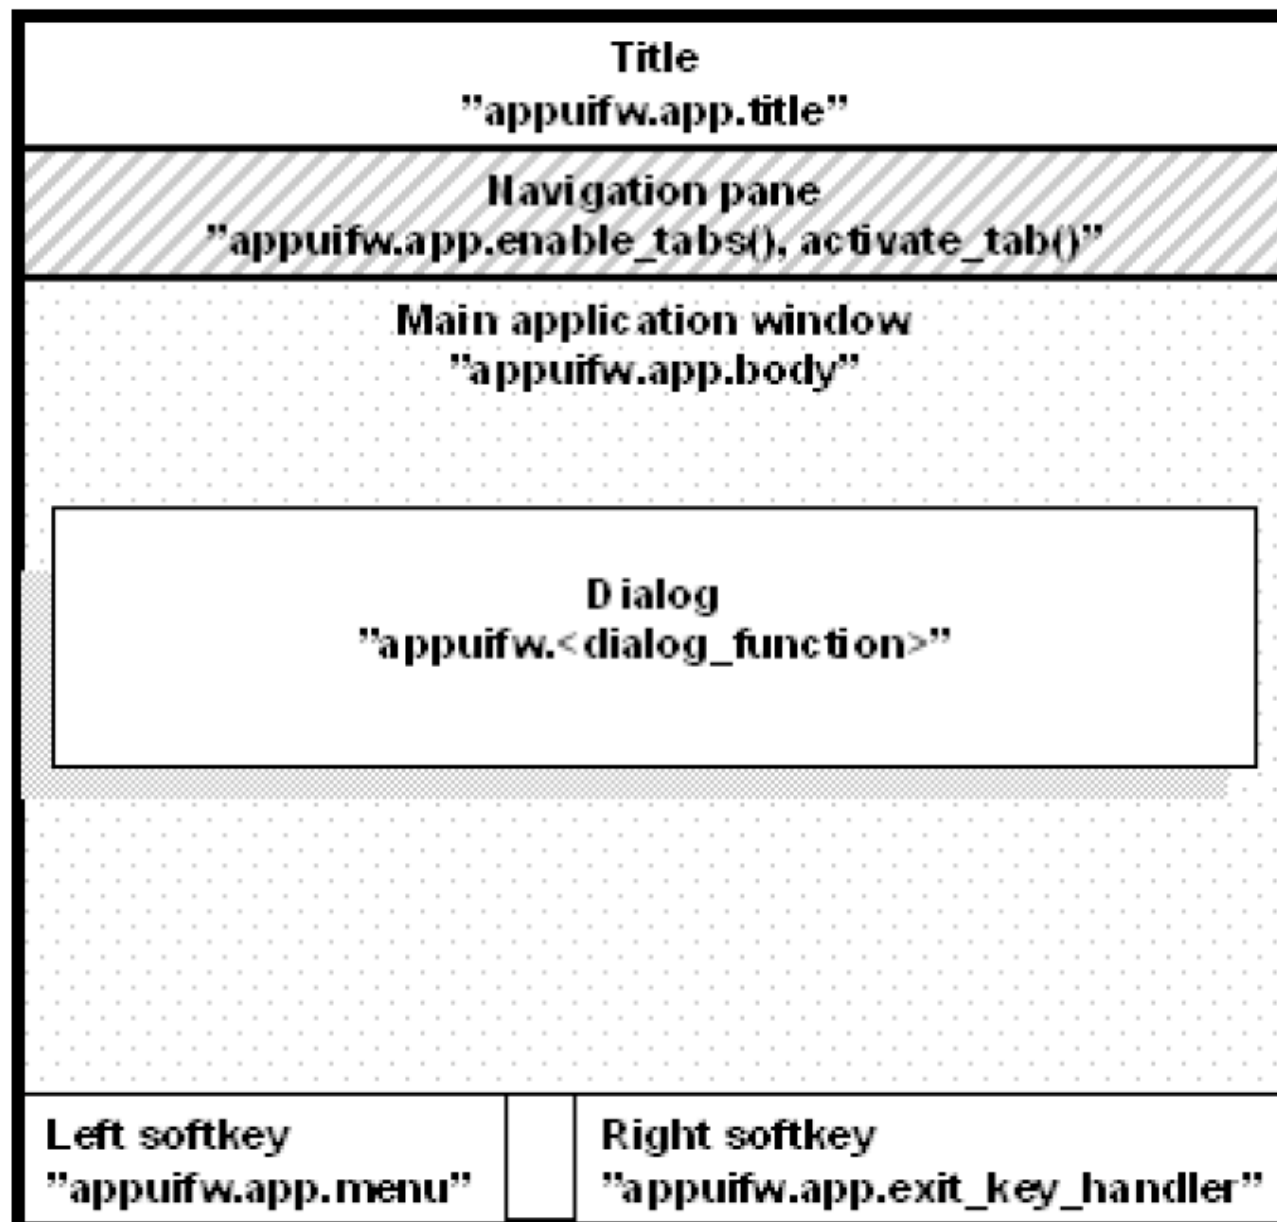 Title
”appuifw.app.title”
Navigation pane
”appuifw.app.enable_tabs(), activate_tab()”
Main application window
”appuifw.app.body”
Dialog
”appuifw.<dialog_function>”
Left softkey
”appuifw.app.menu”
Right softkey
”appuifw.app.exit_key_handler”